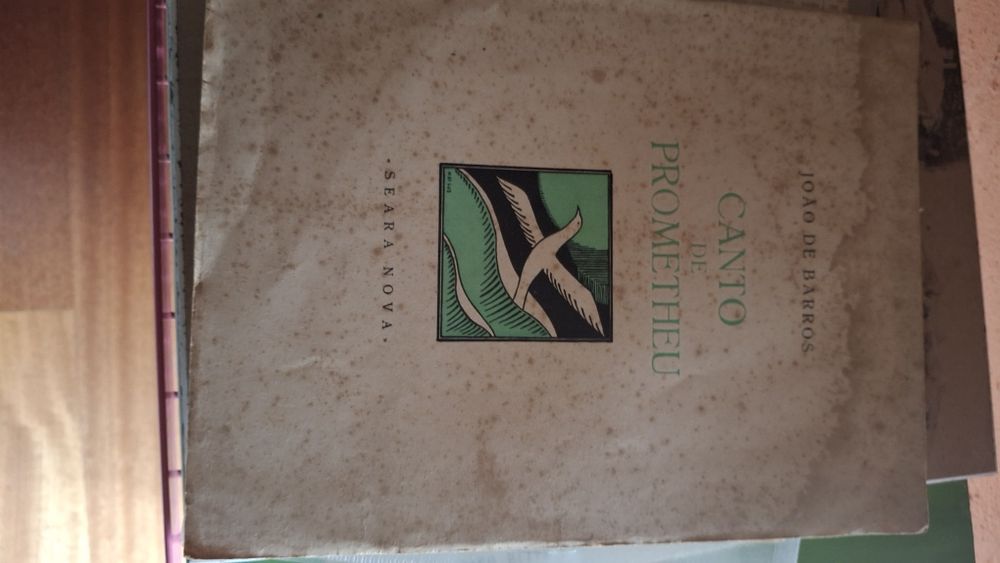 JOÃO DE BARROS
CANTO
DE
PROMETHEU
• SEARA NOVA •